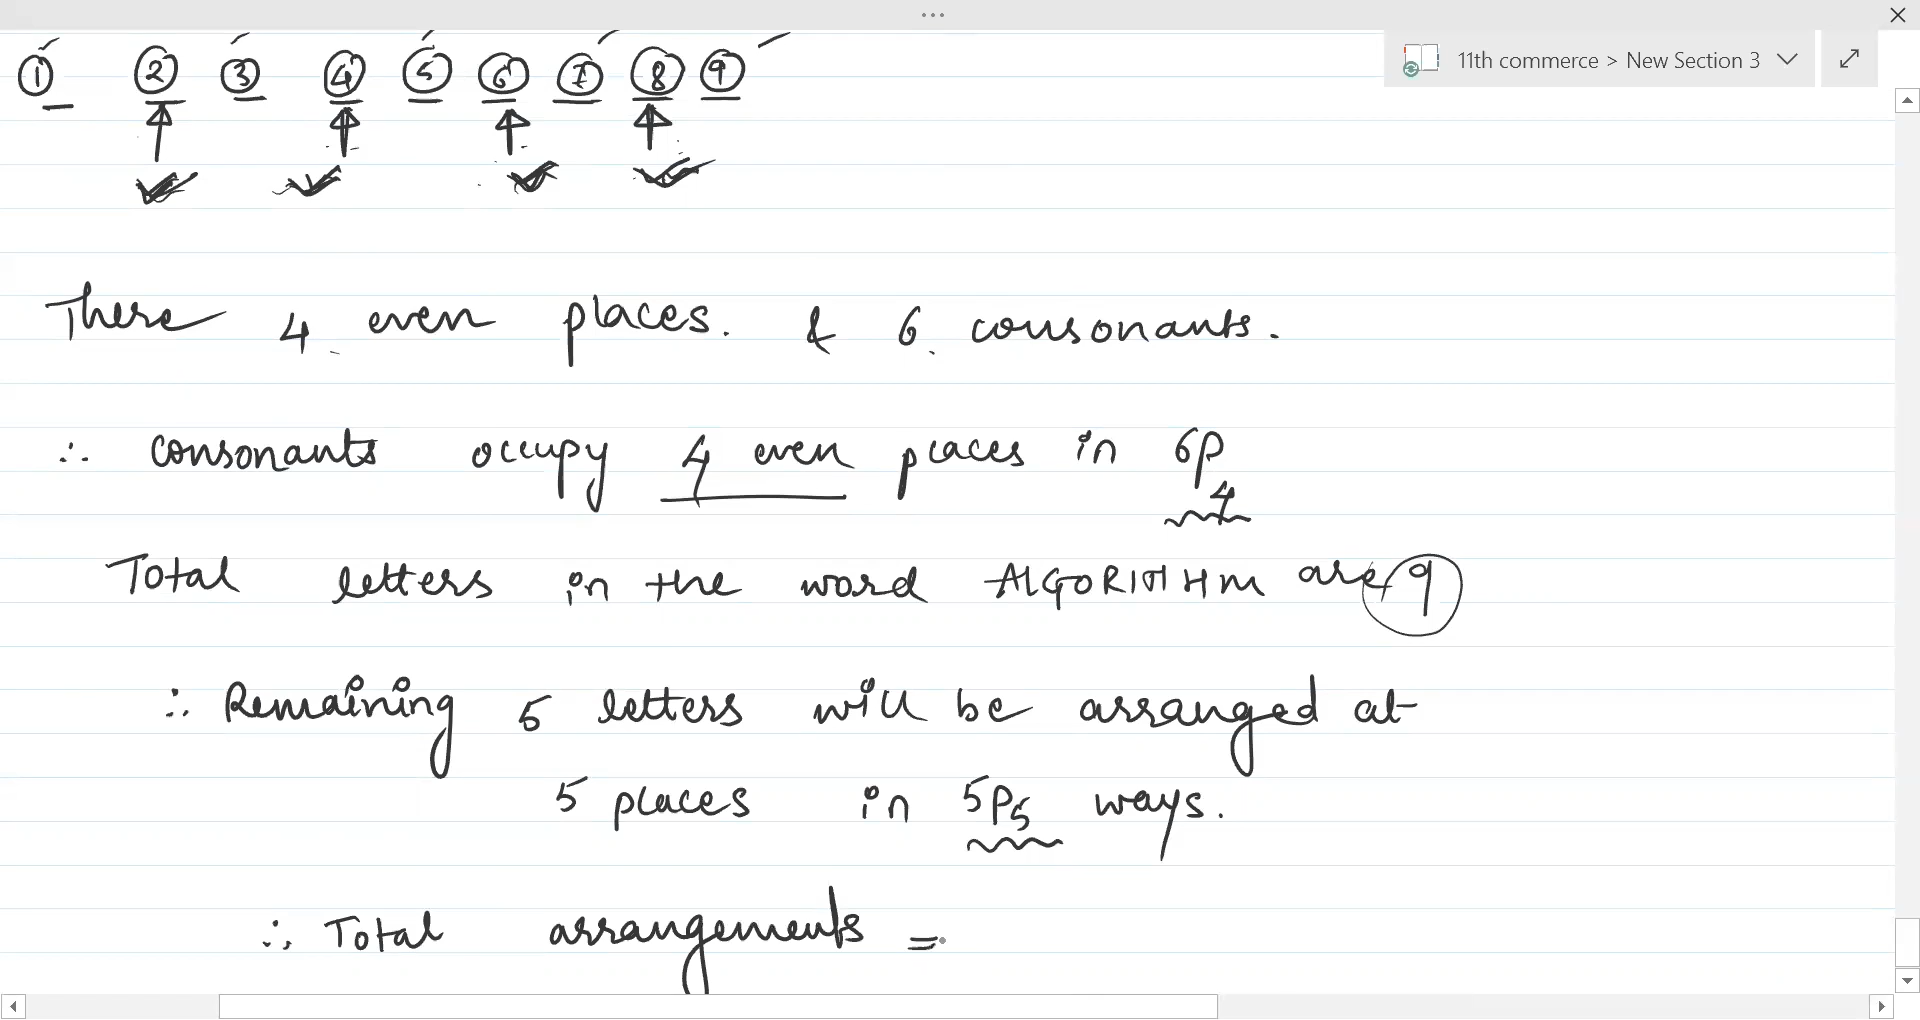 11th commerce > New Section 3
1 2 3 4 5 6 7 8 9
There 4 even places. & 6 consonants.
∴ consonants occupy 4 even places in 6P4
Total letters in the word ALGORITHM are 9
∴ Remaining 5 letters will be arranged at
5 places in 5P5 ways.
∴ Total arrangements =